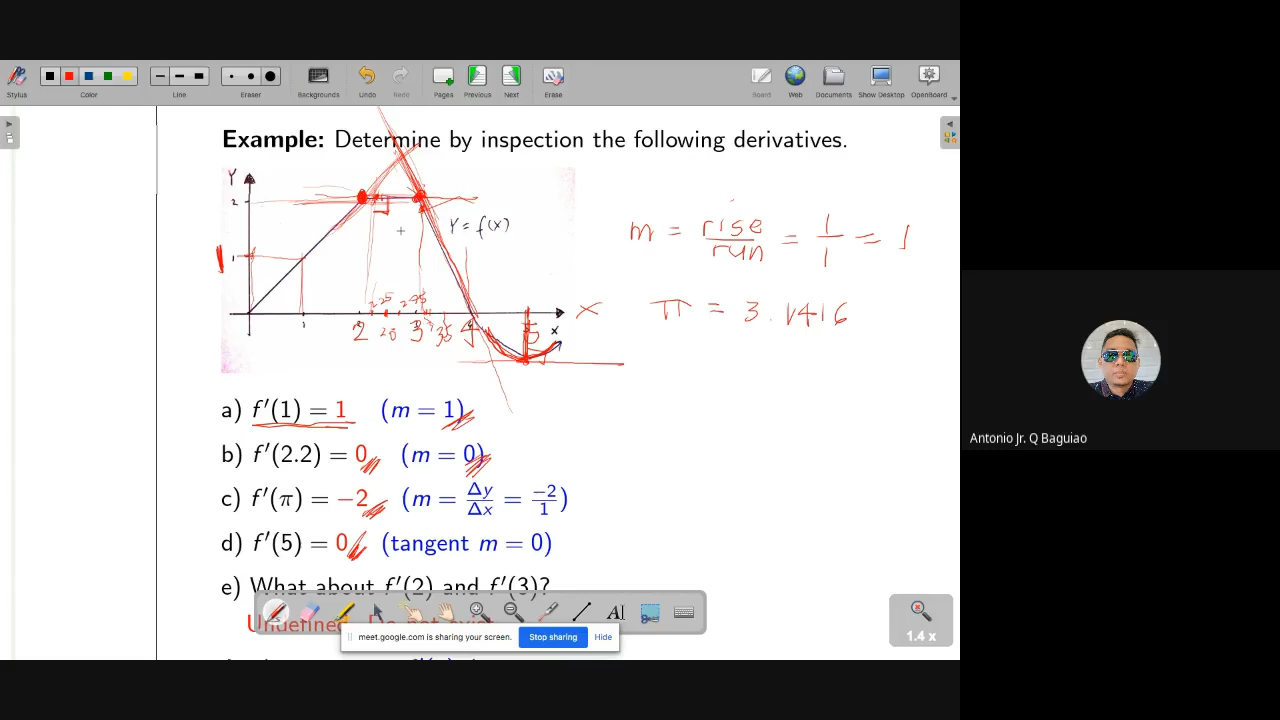 Stylus Color Line Eraser Backgrounds Undo Redo Pages Previous Next Erase Board Web Documents Show Desktop OpenBoard
Example: Determine by inspection the following derivatives.
Y
2
Y = f(x)
1
1 2 3 4 5 x X
m = rise/run = 1/1 = 1
π = 3.1416
a) f′(1) = 1 (m = 1)
b) f′(2.2) = 0 (m = 0)
c) f′(π) = −2 (m = Δy/Δx = −2/1)
d) f′(5) = 0 (tangent m = 0)
e) What about f′(2) and f′(3)?
Undefined. Do not exist
meet.google.com is sharing your screen. Stop sharing Hide
1.4 x
Antonio Jr. Q Baguiao